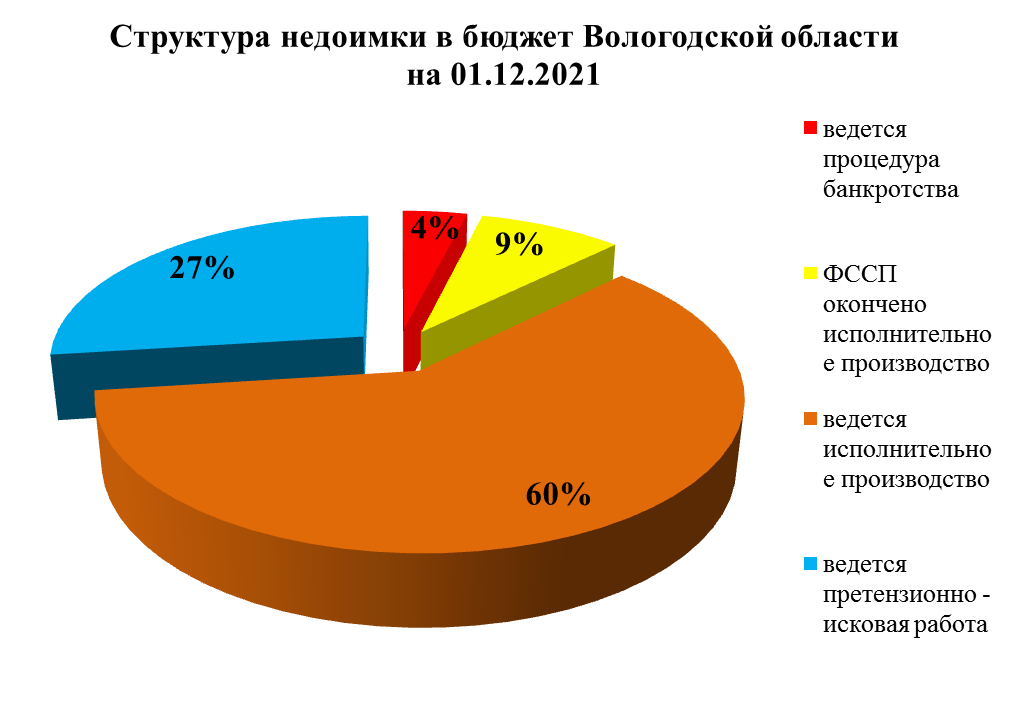 Структура недоимки в бюджет Вологодской области
на 01.12.2021
4%
9%
27%
60%
ведется
процедура
банкротства
ФССП
окончено
исполнительно
е производство
ведется
исполнительно
е производство
ведется
претензионно -
исковая работа